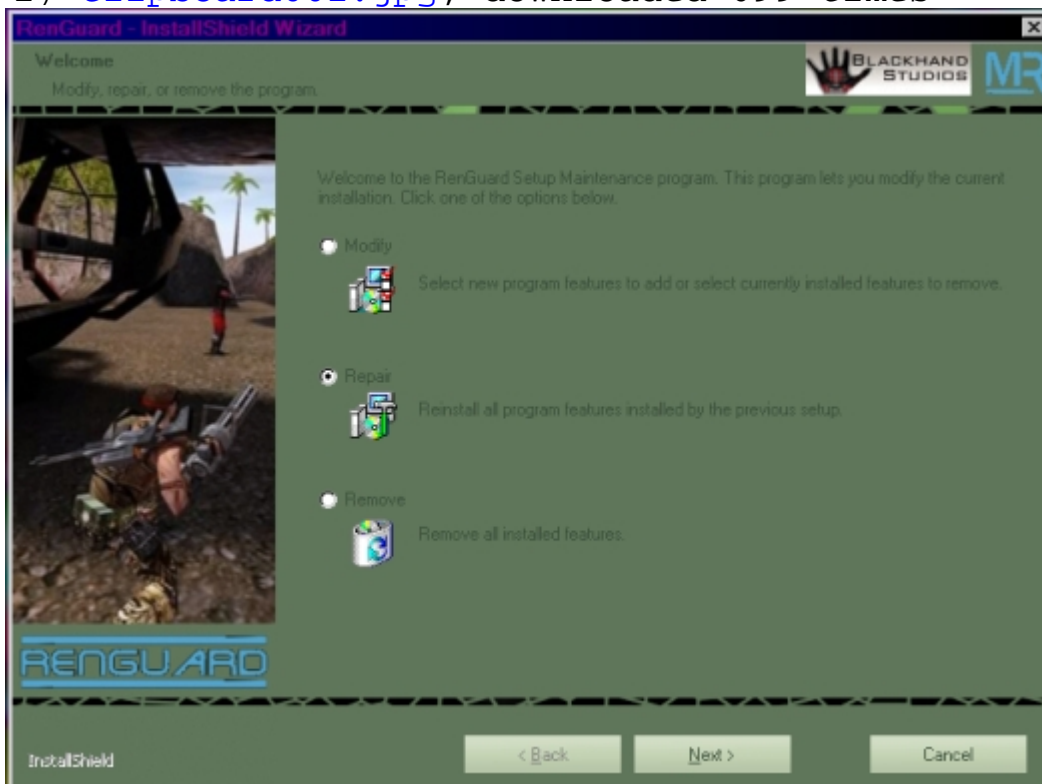 RenGuard - InstallShield Wizard
Welcome
Modify, repair, or remove the program.
BLACKHAND
STUDIOS
Welcome to the RenGuard Setup Maintenance program. This program lets you modify the current
installation. Click one of the options below.
Modify
Select new program features to add or select currently installed features to remove.
Repair
Reinstall all program features installed by the previous setup.
Remove
Remove all installed features.
RENGUARD
InstallShield
< Back
Next >
Cancel